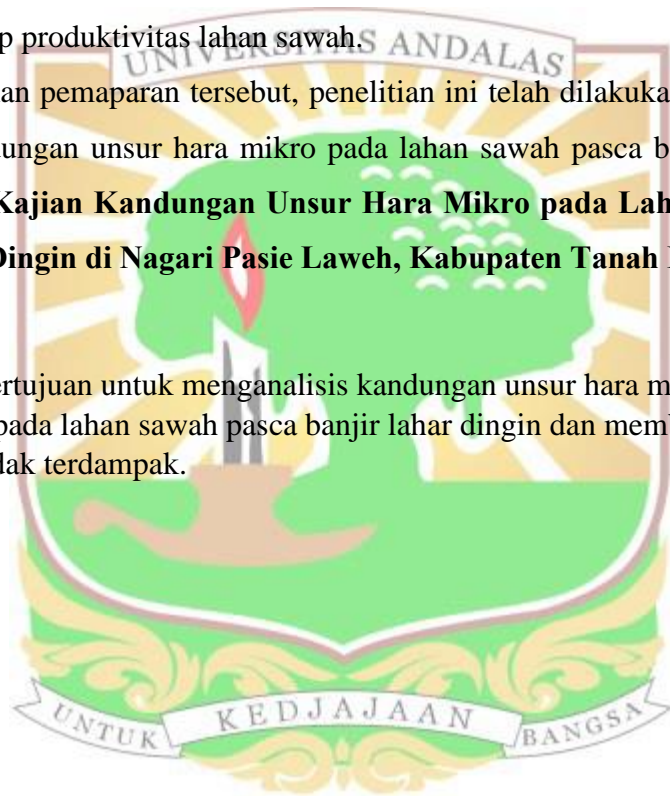 p produktivitas lahan sawah.
UNIVERSITAS ANDALAS
an pemaparan tersebut, penelitian ini telah dilakuka
ungan unsur hara mikro pada lahan sawah pasca b
Kajian Kandungan Unsur Hara Mikro pada Lah
Dingin di Nagari Pasie Laweh, Kabupaten Tanah
ertujuan untuk menganalisis kandungan unsur hara m
pada lahan sawah pasca banjir lahar dingin dan mem
dak terdampak.
UNTUK KEDJAJAAN BANGSA